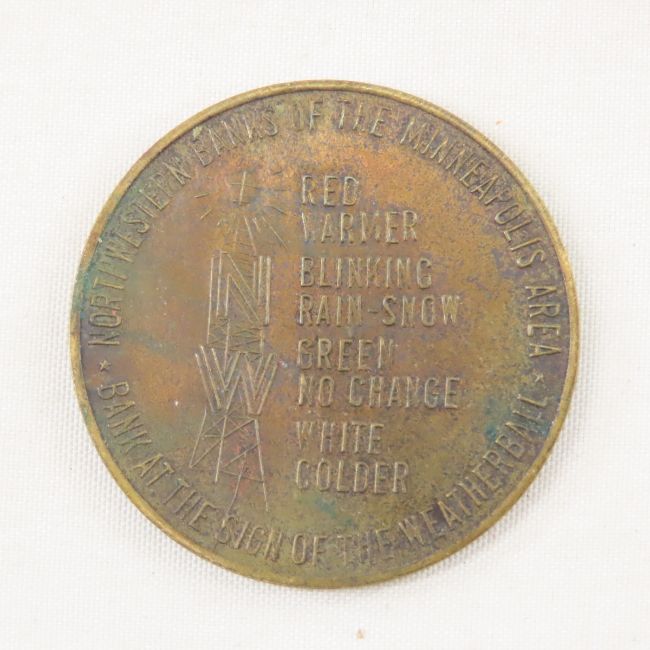 NORTHWESTERN BANKS OF THE MINNEAPOLIS AREA
RED
WARMER
BLINKING
RAIN-SNOW
GREEN
NO CHANGE
WHITE
COLDER
N
W
* BANK AT THE SIGN OF THE WEATHERBALL *